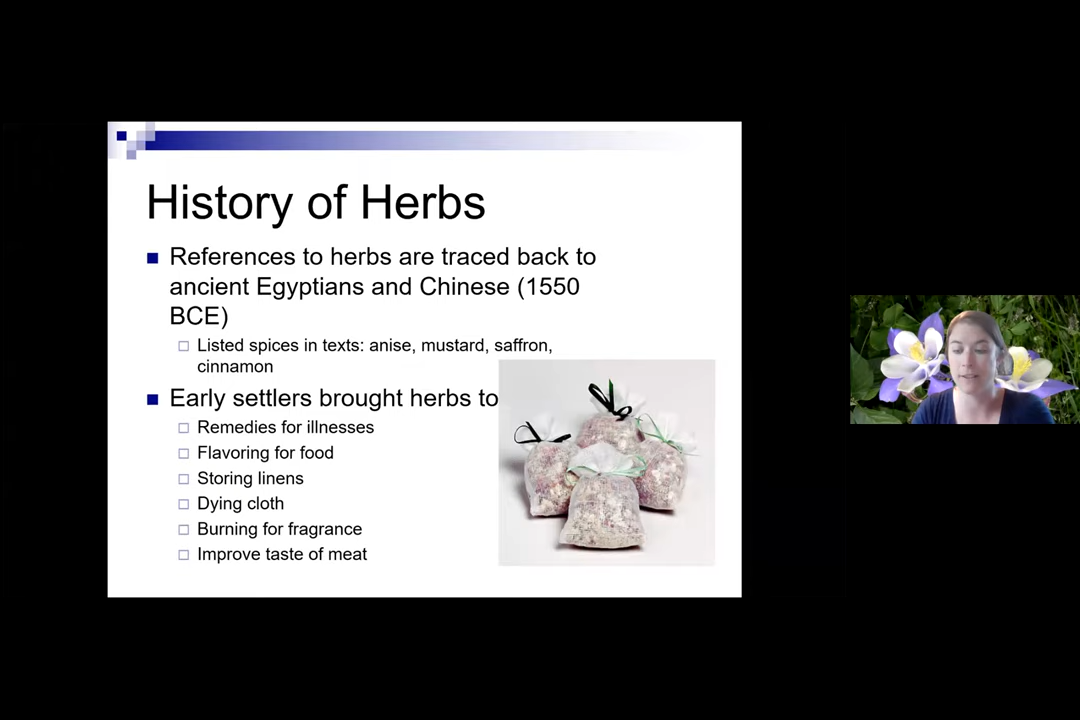 History of Herbs
References to herbs are traced back to
ancient Egyptians and Chinese (1550
BCE)
Listed spices in texts: anise, mustard, saffron,
cinnamon
Early settlers brought herbs to
Remedies for illnesses
Flavoring for food
Storing linens
Dying cloth
Burning for fragrance
Improve taste of meat